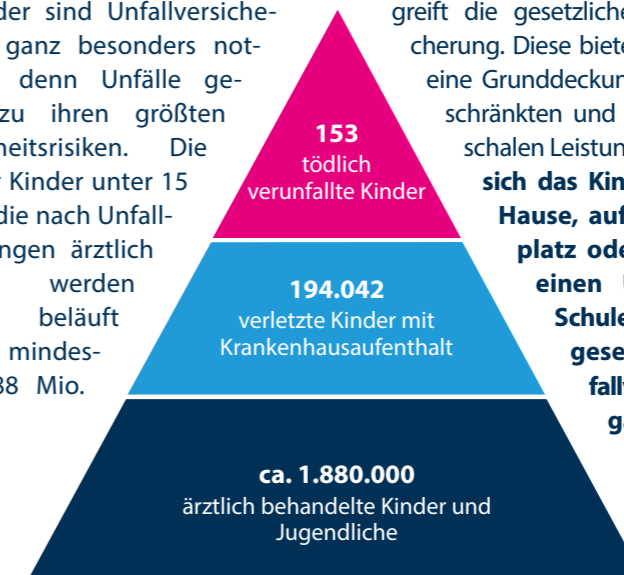 der sind Unfallversiche-
ganz besonders not-
denn Unfälle ge-
zu ihren größten
heitsrisiken. Die
Kinder unter 15
die nach Unfall-
ngen ärztlich
werden
beläuft
mindes-
88 Mio.
153
tödlich
verunfallte Kinder
194.042
verletzte Kinder mit
Krankenhausaufenthalt
ca. 1.880.000
ärztlich behandelte Kinder und
Jugendliche
greift die gesetzliche
cherung. Diese biete
eine Grunddeckun
schränkten und
schalen Leistun
sich das Kin
Hause, auf
platz ode
einen
Schule
gese
fallv
g